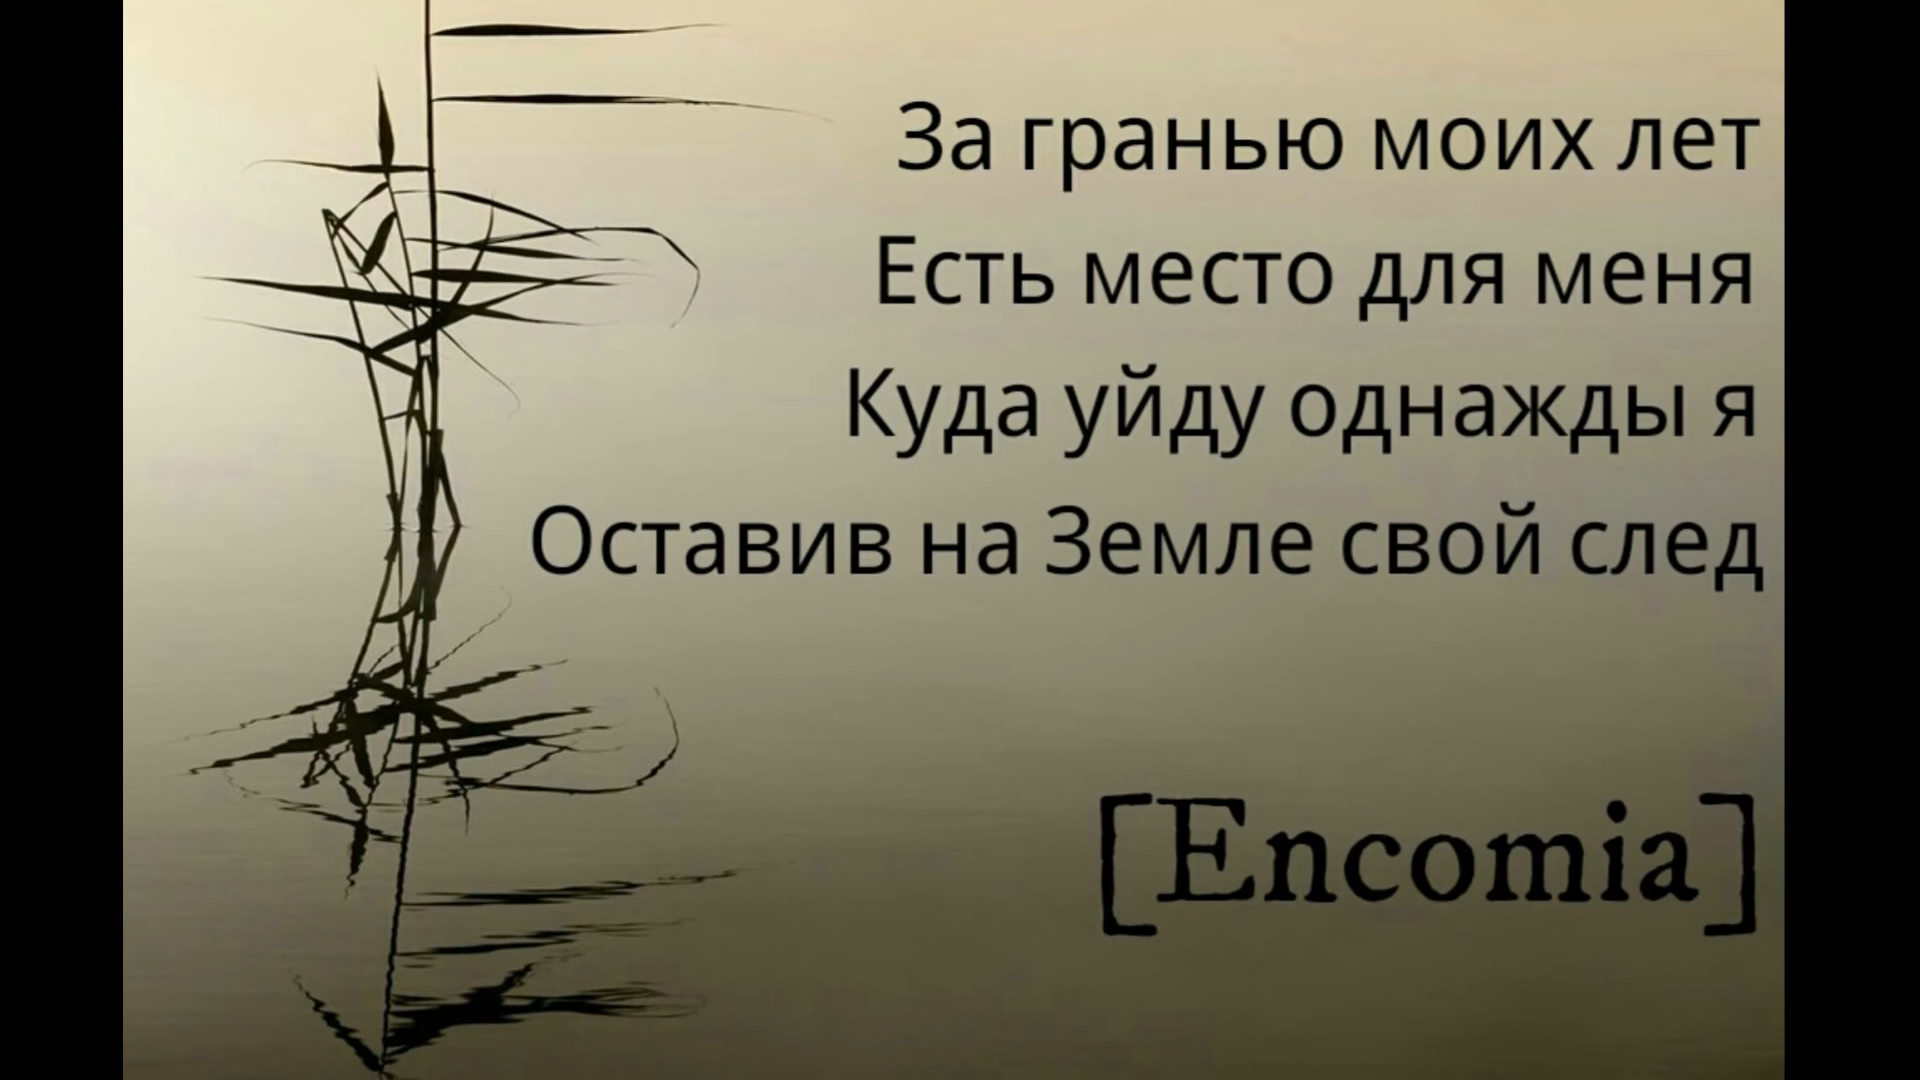 За гранью моих лет
Есть место для меня
Куда уйду однажды я
Оставив на Земле свой след
[Encomia]